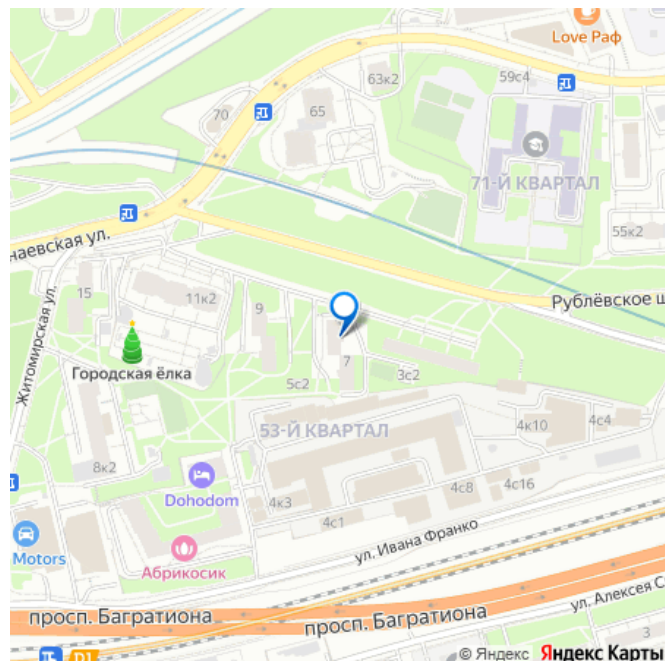 Love Раф
59с4
63к2
65
70
71-Й КВАРТАЛ
55к2
наевская ул.
15
11к2
9
Рублёвское ш
Житомирская ул.
Городская ёлка
7
5с2
3с2
53-Й КВАРТАЛ
4к10
4с4
8к2
Dohodom
4к3
4с8
4с16
4с1
Motors
Абрикосик
ул. Ивана Франко
просп. Багратиона
просп. Багратиона
ул. Алексея С
3
D1
© Яндекс Яндекс Карты